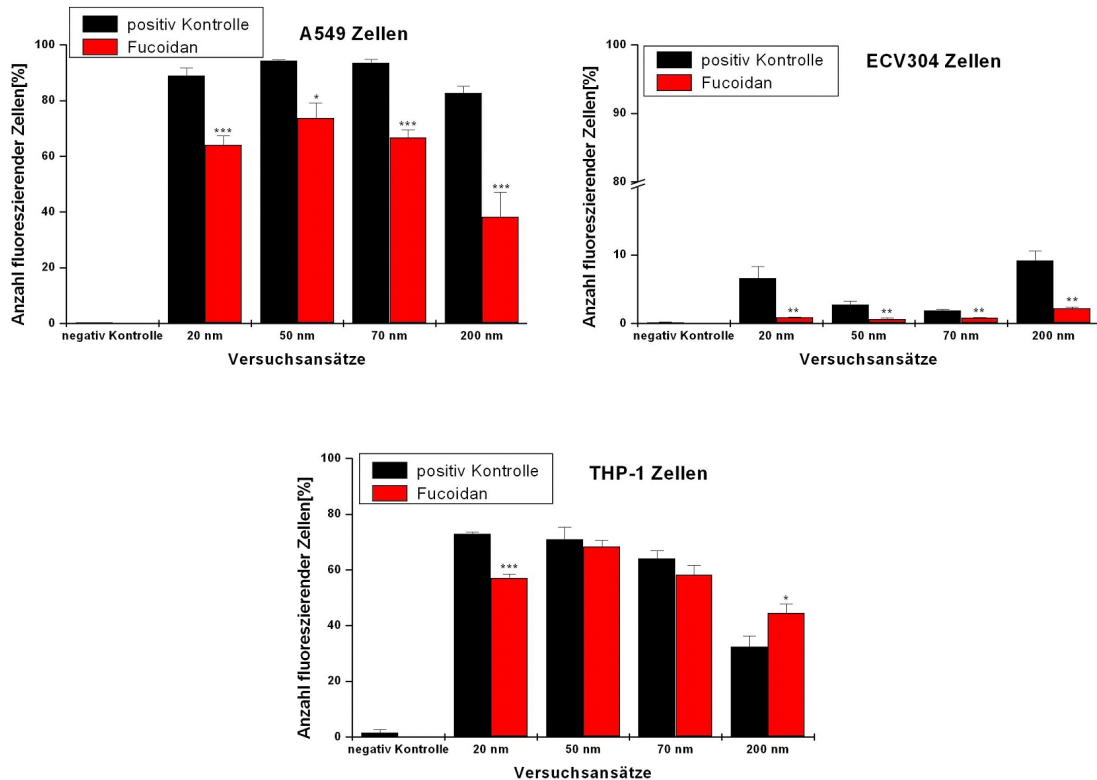 positiv Kontrolle
Fucoidan
A549 Zellen
Anzahl fluoreszierender Zellen[%]
100
80
60
40
20
0
***
*
***
***
negativ Kontrolle 20 nm 50 nm 70 nm 200 nm
Versuchsansätze
positiv Kontrolle
Fucoidan
ECV304 Zellen
Anzahl fluoreszierender Zellen[%]
100
90
80
10
0
**
**
**
**
negativ Kontrolle 20 nm 50 nm 70 nm 200 nm
Versuchsansätze
positiv Kontrolle
Fucoidan
THP-1 Zellen
Anzahl fluoreszierender Zellen[%]
100
80
60
40
20
0
***
*
negativ Kontrolle 20 nm 50 nm 70 nm 200 nm
Versuchsansätze